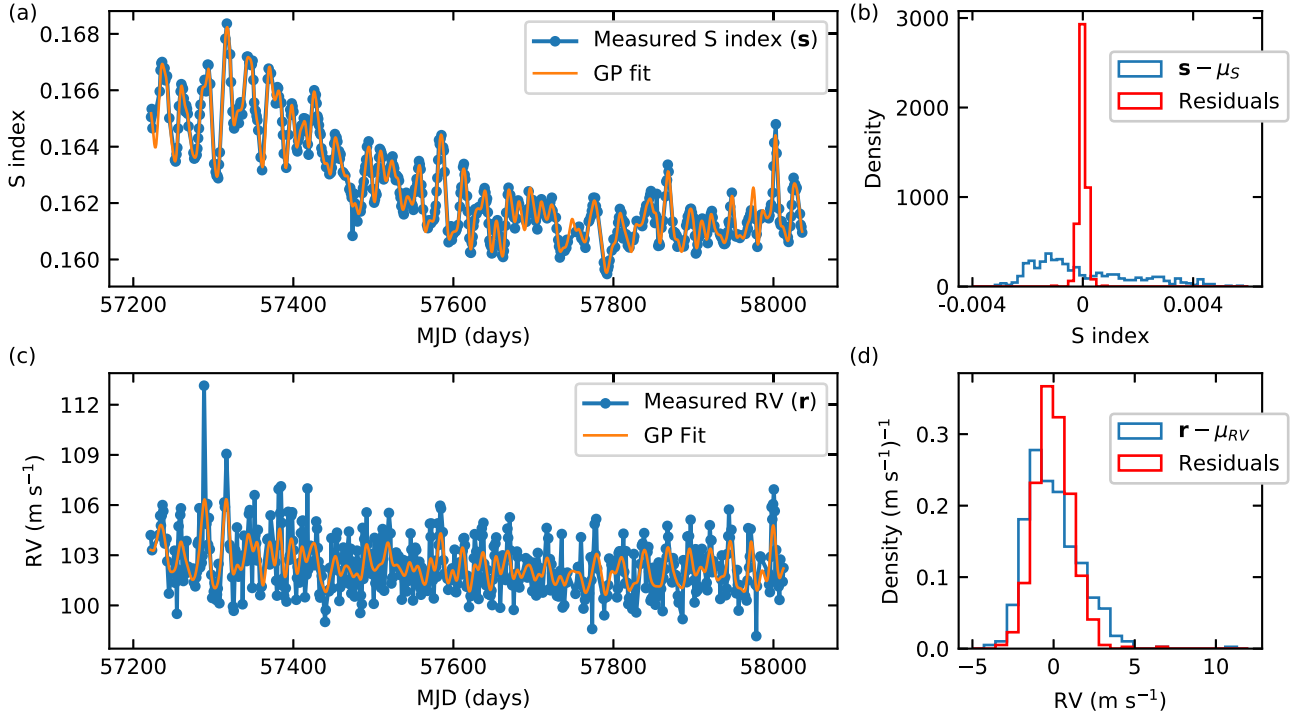 (a)
0.168
0.166
0.164
0.162
0.160
S index
Measured S index (s)
GP fit
57200 57400 57600 57800 58000
MJD (days)
(b)
3000
2000
1000
0
Density
s − μS
Residuals
-0.004 0 0.004
S index
(c)
112
109
106
103
100
RV (m s⁻¹)
Measured RV (r)
GP Fit
57200 57400 57600 57800 58000
MJD (days)
(d)
0.3
0.2
0.1
0.0
Density (m s⁻¹)⁻¹
r − μRV
Residuals
−5 0 5 10
RV (m s⁻¹)